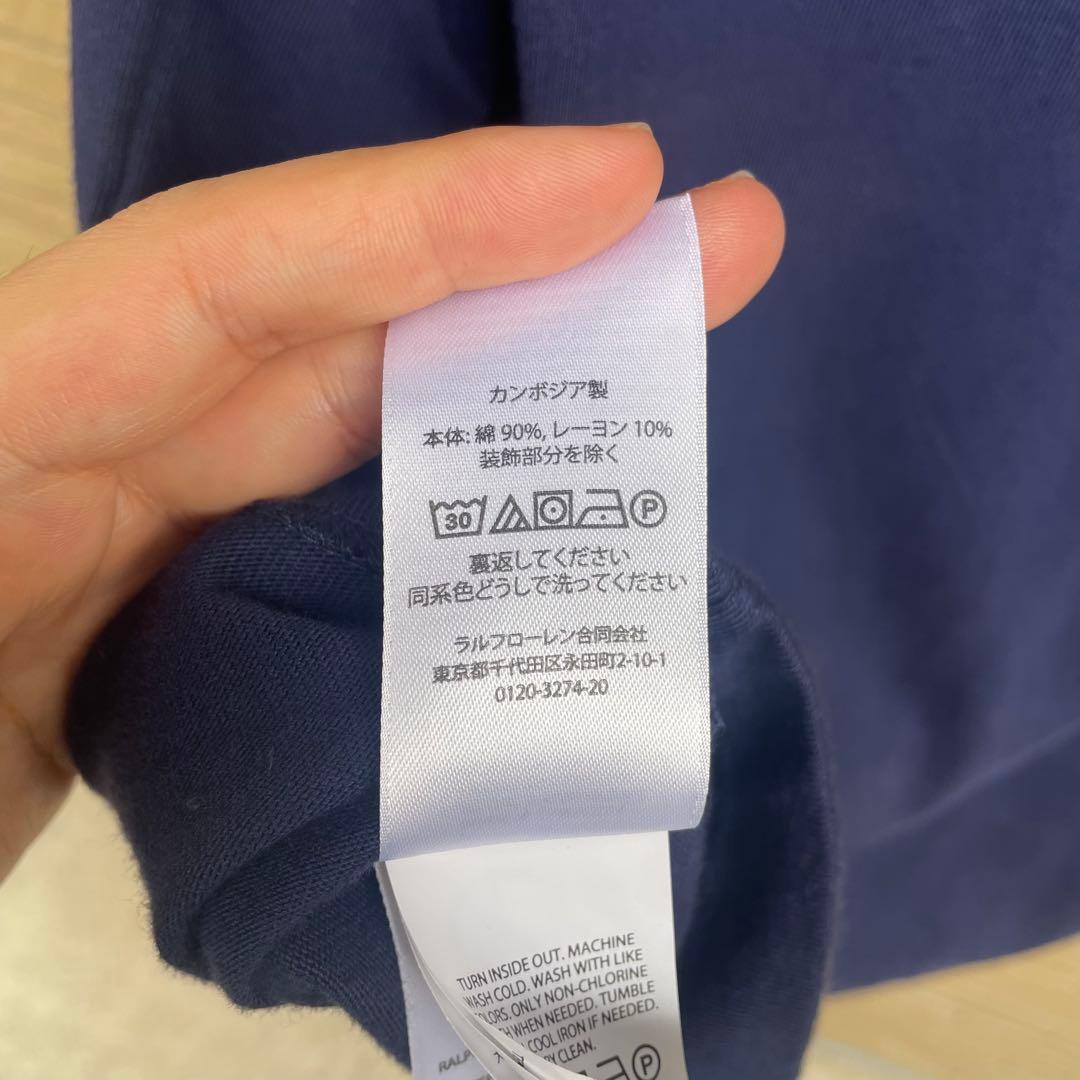 カンボジア製
本体: 綿 90%, レーヨン 10%
装飾部分を除く
30 P
裏返してください
同系色どうしで洗ってください
ラルフローレン合同会社
東京都千代田区永田町2-10-1
0120-3274-20
TURN INSIDE OUT. MACHINE
WASH COLD. WASH WITH LIKE
COLORS. ONLY NON-CHLORINE
WHEN NEEDED. TUMBLE
COOL IRON IF NEEDED.
CLEAN.
P
RALP